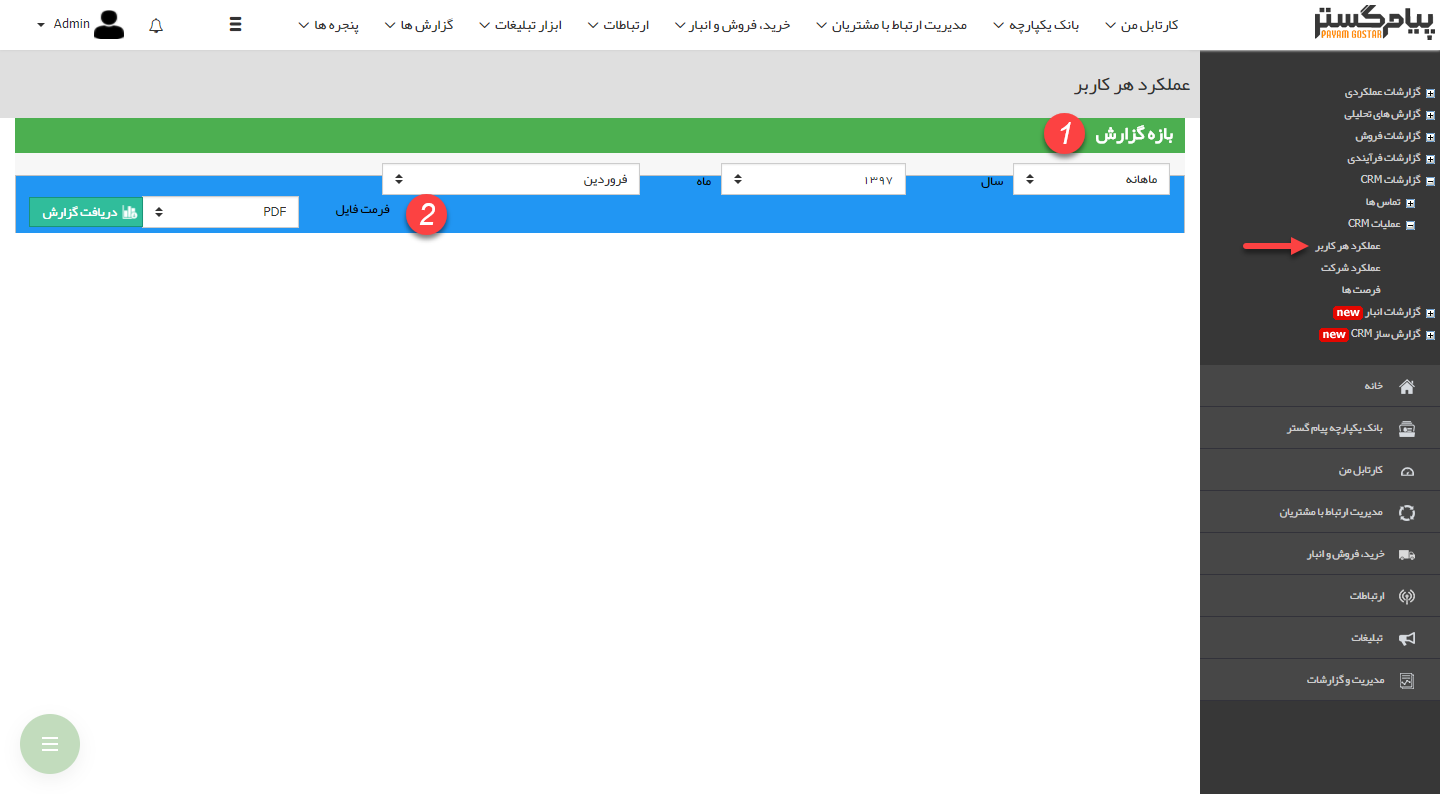 پیام‌گستر
PAYAM GOSTAR
کارتابل من
بانک یکپارچه
مدیریت ارتباط با مشتریان
خرید، فروش و انبار
ارتباطات
ابزار تبلیغات
گزارش ها
پنجره ها
Admin
گزارشات عملکردی
گزارش های تحلیلی
گزارشات فروش
گزارشات فرآیندی
گزارشات CRM
تماس ها
عملیات CRM
عملکرد هر کاربر
عملکرد شرکت
فرصت ها
گزارشات انبار new
گزارش ساز CRM new
خانه
بانک یکپارچه پیام گستر
کارتابل من
مدیریت ارتباط با مشتریان
خرید، فروش و انبار
ارتباطات
تبلیغات
مدیریت و گزارشات
عملکرد هر کاربر
بازه گزارش 1
ماهانه سال ۱۳۹۷ ماه فروردین
2 فرمت فایل PDF دریافت گزارش